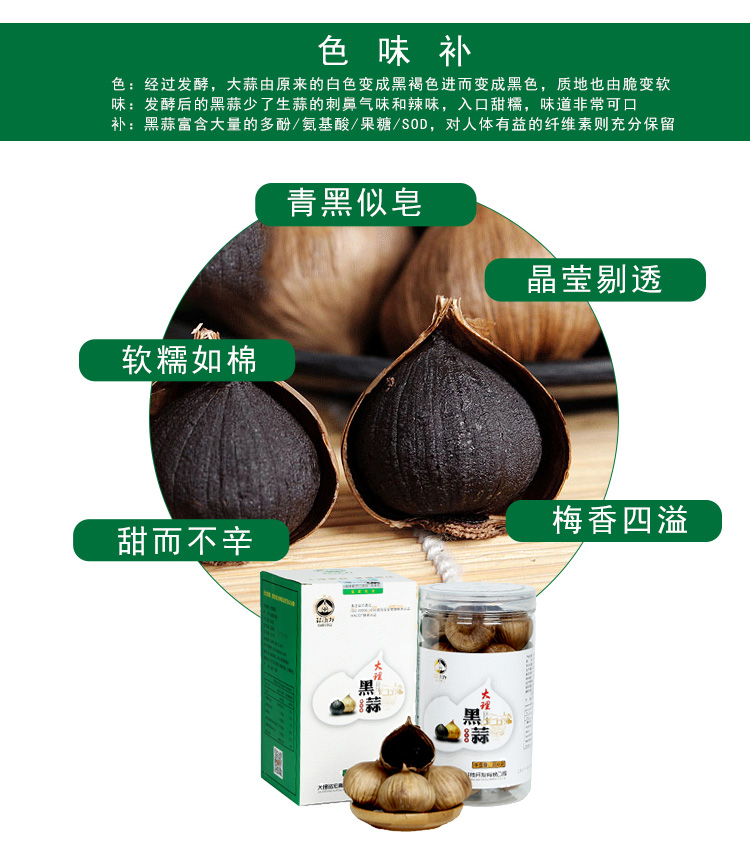 色 味 补
色：经过发酵，大蒜由原来的白色变成黑褐色进而变成黑色，质地也由脆变软
味：发酵后的黑蒜少了生蒜的刺鼻气味和辣味，入口甜糯，味道非常可口
补：黑蒜富含大量的多酚/氨基酸/果糖/SOD，对人体有益的纤维素则充分保留
青黑似皂
晶莹剔透
软糯如棉
梅香四溢
甜而不辛
大理
黑蒜
大理
黑蒜